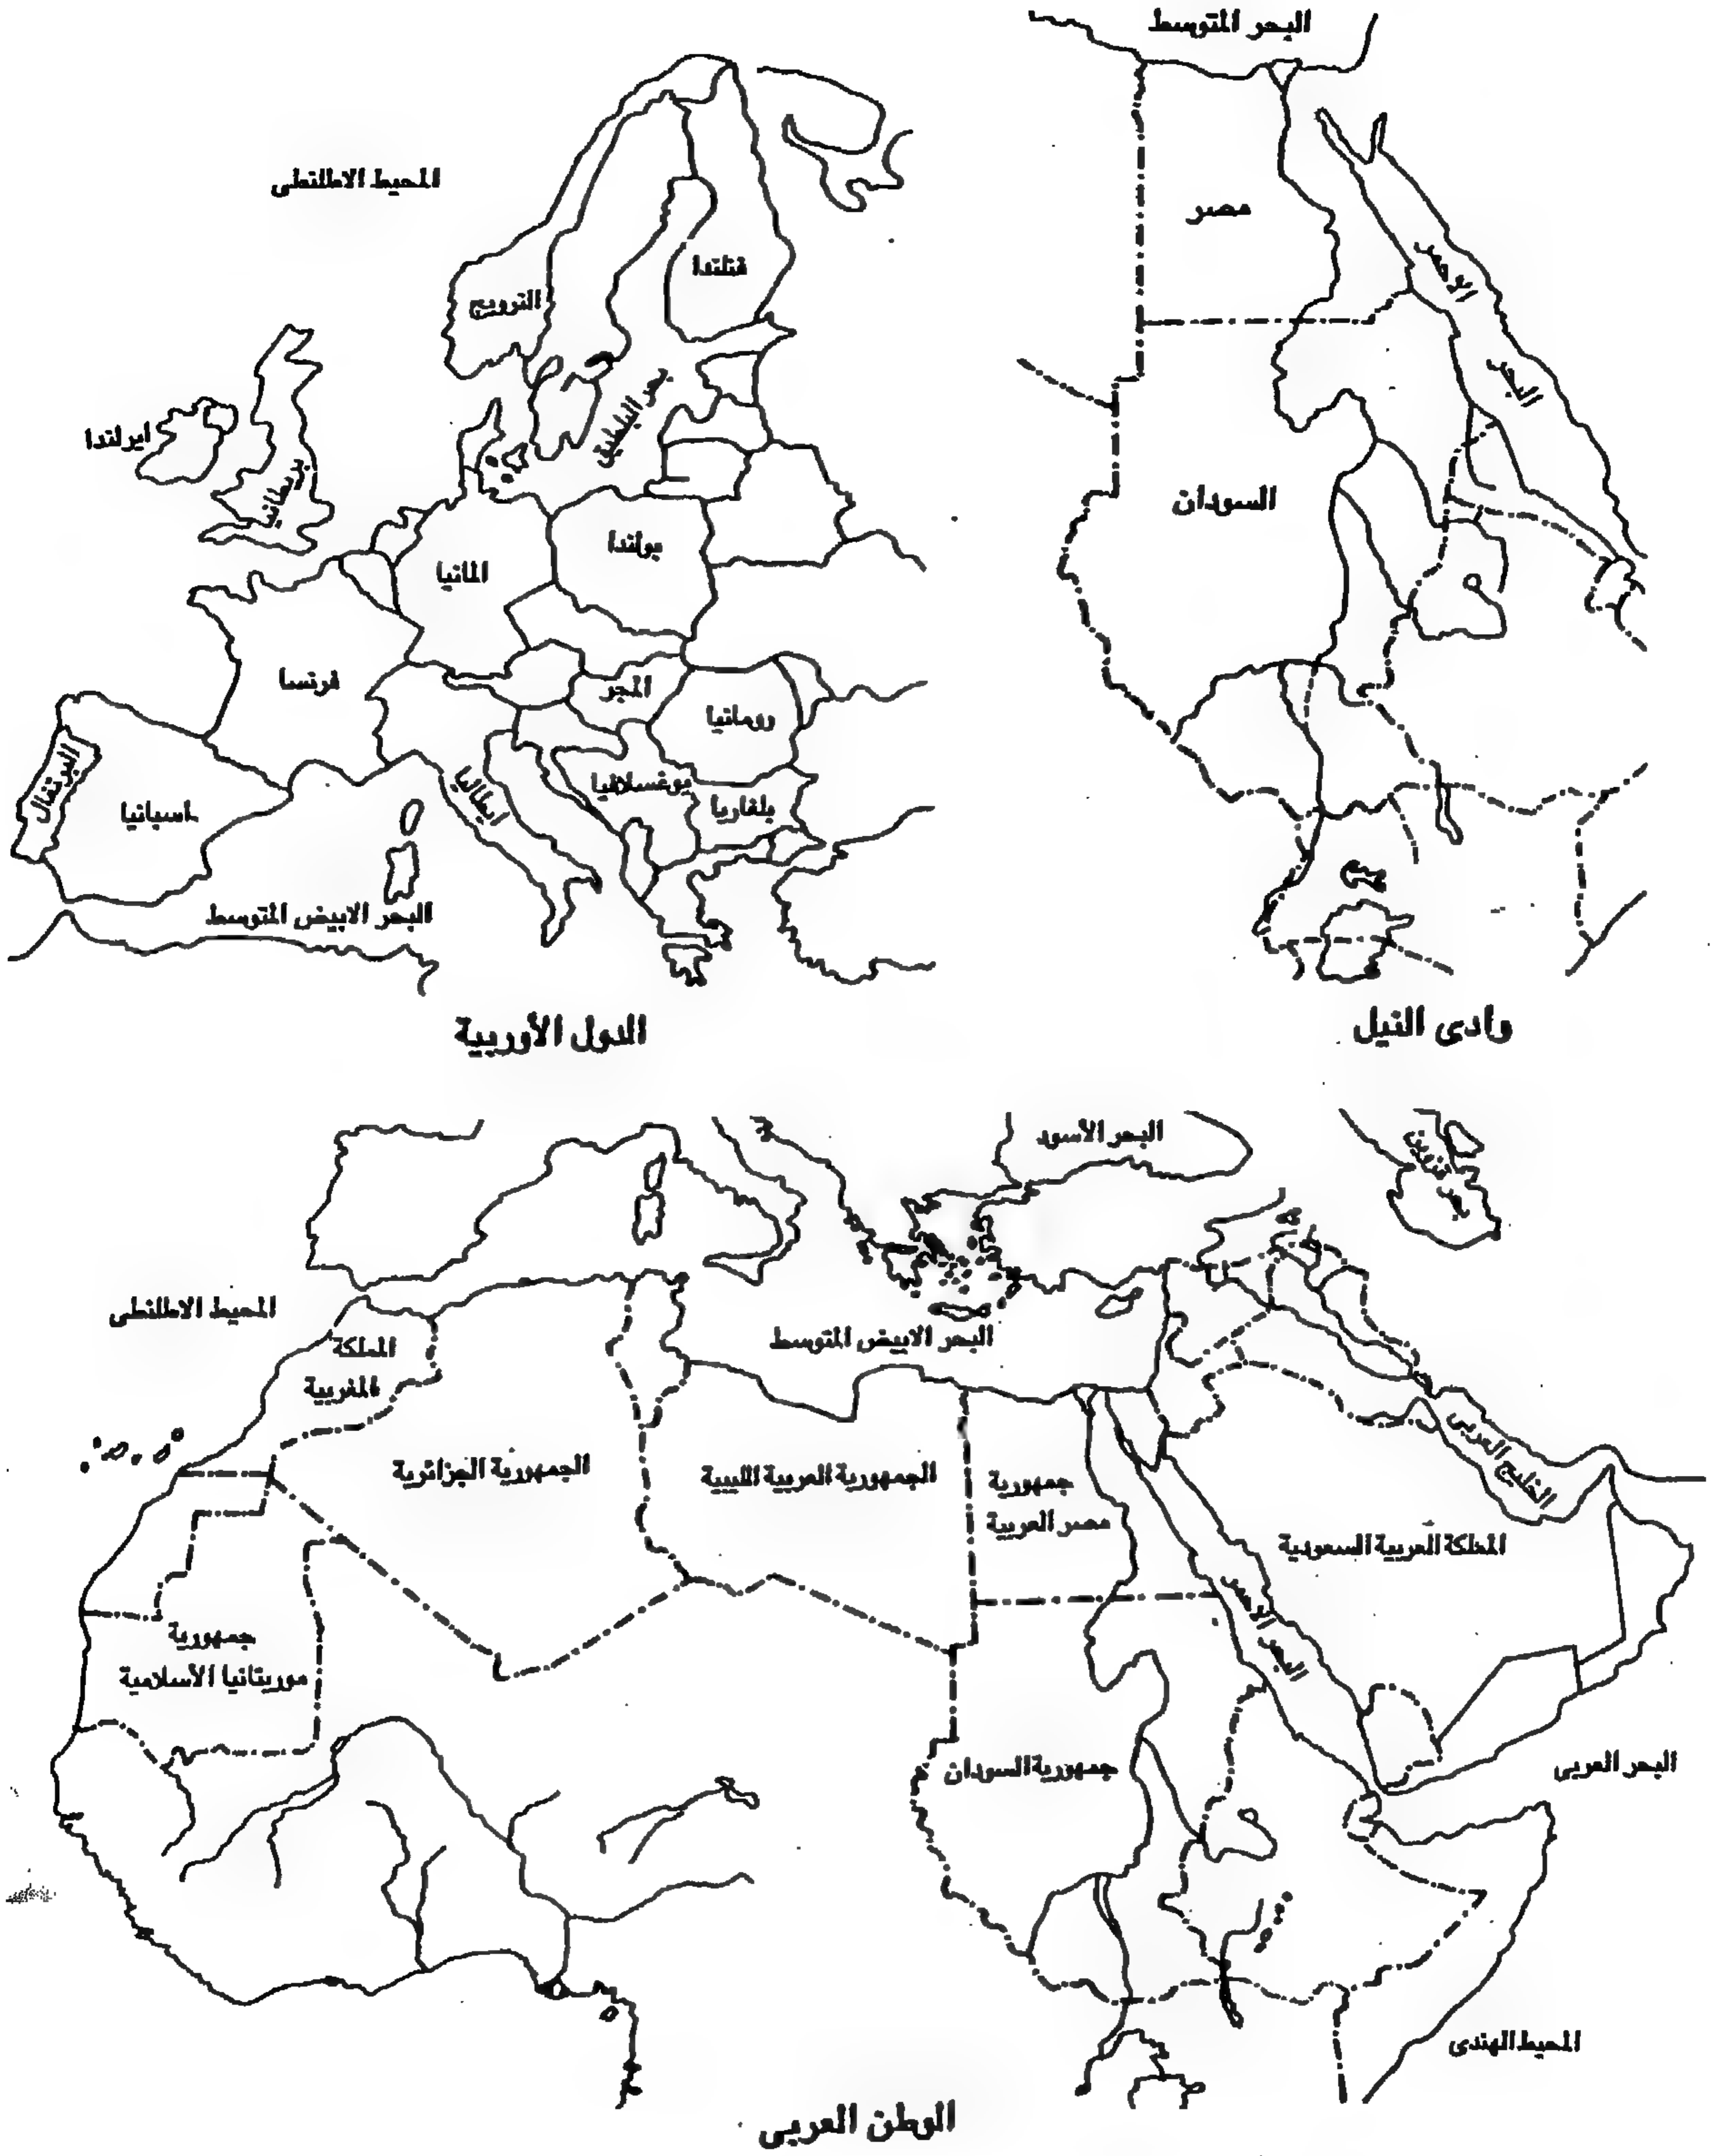 البحر المتوسط
المحيط الاطلنطى
مصر
فنلندا
النرويج
الاحمر
البحر
بحر البلطيق
ايرلندا
بريطانيا
السودان
بولندا
المانيا
فرنسا
المجر
رومانيا
البرتغال
اسبانيا
ايطاليا
يوغسلافيا
بلغاريا
البحر الابيض المتوسط
الدول الأوربية
وادى النيل
البحر الأسود
بحر
قزوين
المحيط الاطلنطى
البحر الابيض المتوسط
المملكة
المغربية
الخليج العربى
الجمهورية الجزائرية
الجمهورية العربية الليبية
جمهورية
مصر العربية
المملكة العربية السعودية
البحر الاحمر
جمهورية
موريتانيا الأسلامية
جمهورية السودان
البحر العربى
المحيط الهندى
الوطن العربى